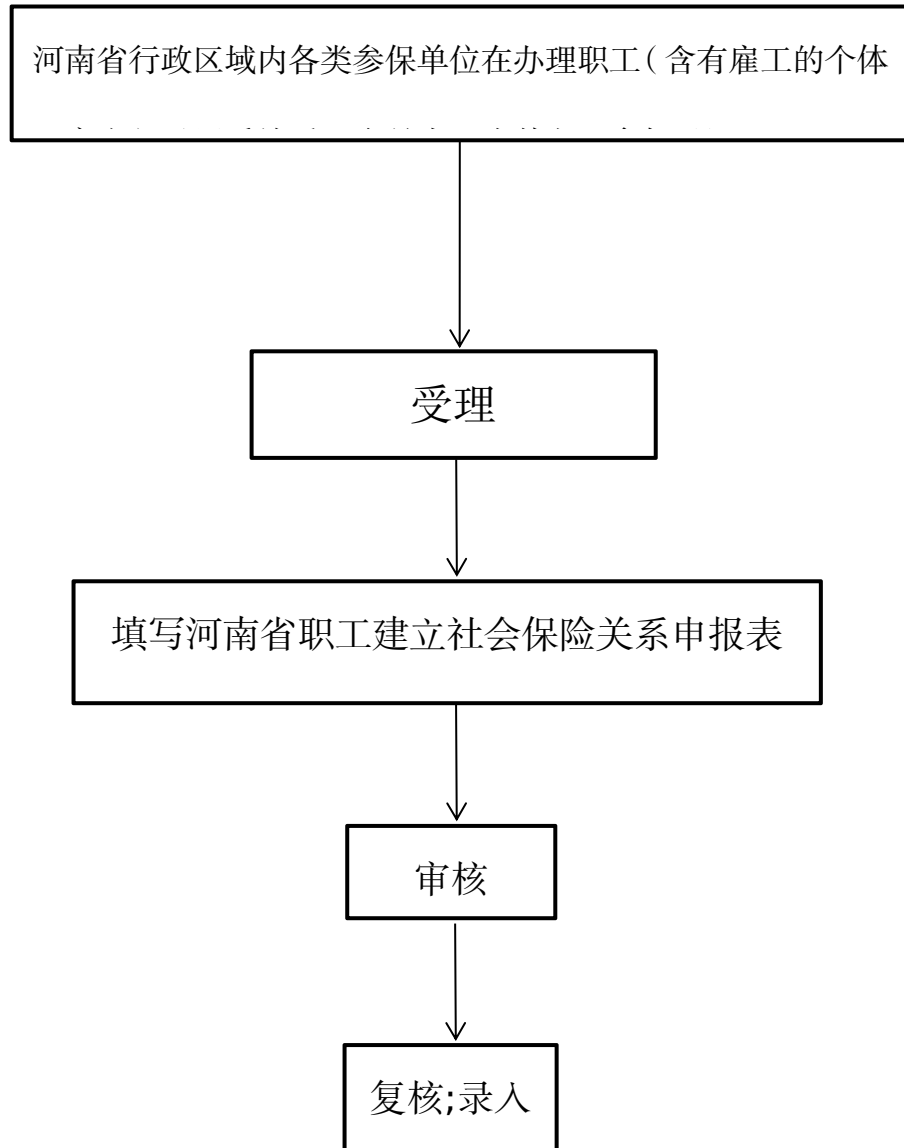 河南省行政区域内各类参保单位在办理职工(含有雇工的个体
受理
填写河南省职工建立社会保险关系申报表
审核
复核;录入